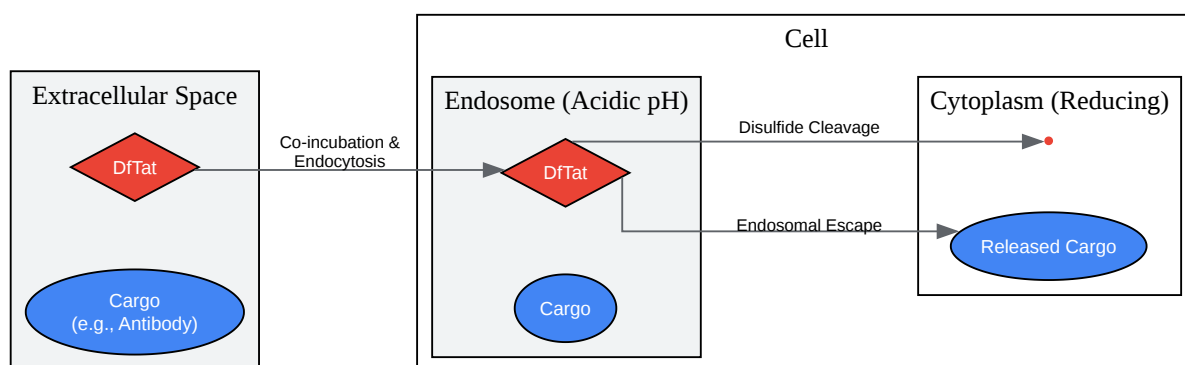 Cell
Extracellular Space
Endosome (Acidic pH)
Cytoplasm (Reducing)
DfTat
Co-incubation &
Endocytosis
DfTat
Disulfide Cleavage
Endosomal Escape
Cargo
(e.g., Antibody)
Cargo
Released Cargo